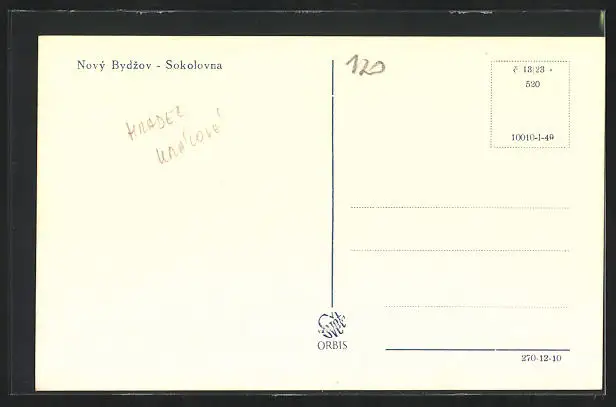 Nový Bydžov - Sokolovna
HRADEC
KRÁLOVÉ
120
č 13|23 *
520
10010-I-49
ORBIS
270-12-10